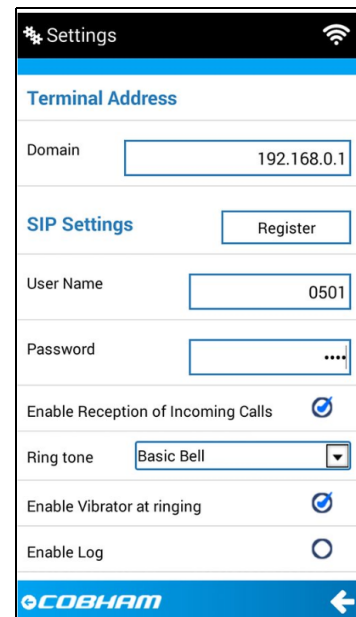 Settings
Terminal Address
Domain 192.168.0.1
SIP Settings Register
User Name 0501
Password ••••
Enable Reception of Incoming Calls
Ring tone Basic Bell
Enable Vibrator at ringing
Enable Log
COBHAM